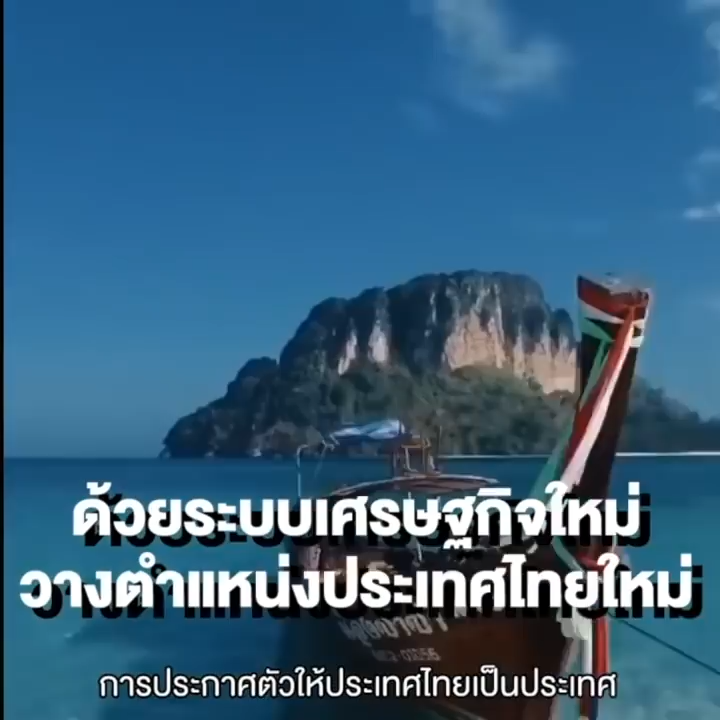 ด้วยระบบเศรษฐกิจใหม่
วางตำแหน่งประเทศไทยใหม่
การประกาศตัวให้ประเทศไทยเป็นประเทศ